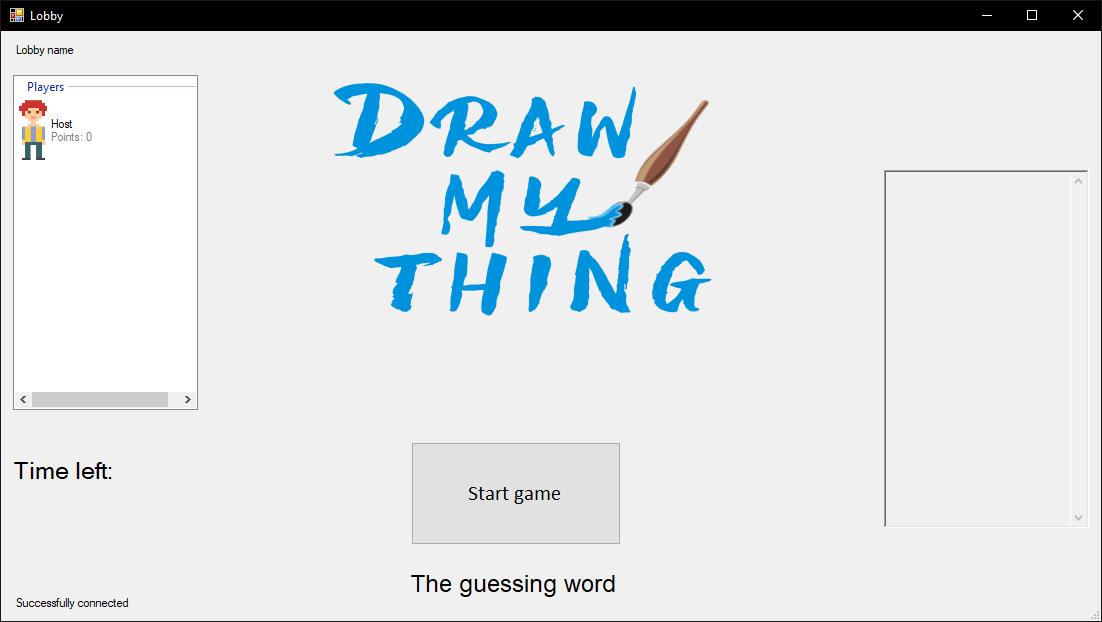 Lobby
Lobby name
Players
Host
Points: 0
DRAW
MY
THING
Time left:
Start game
The guessing word
Successfully connected